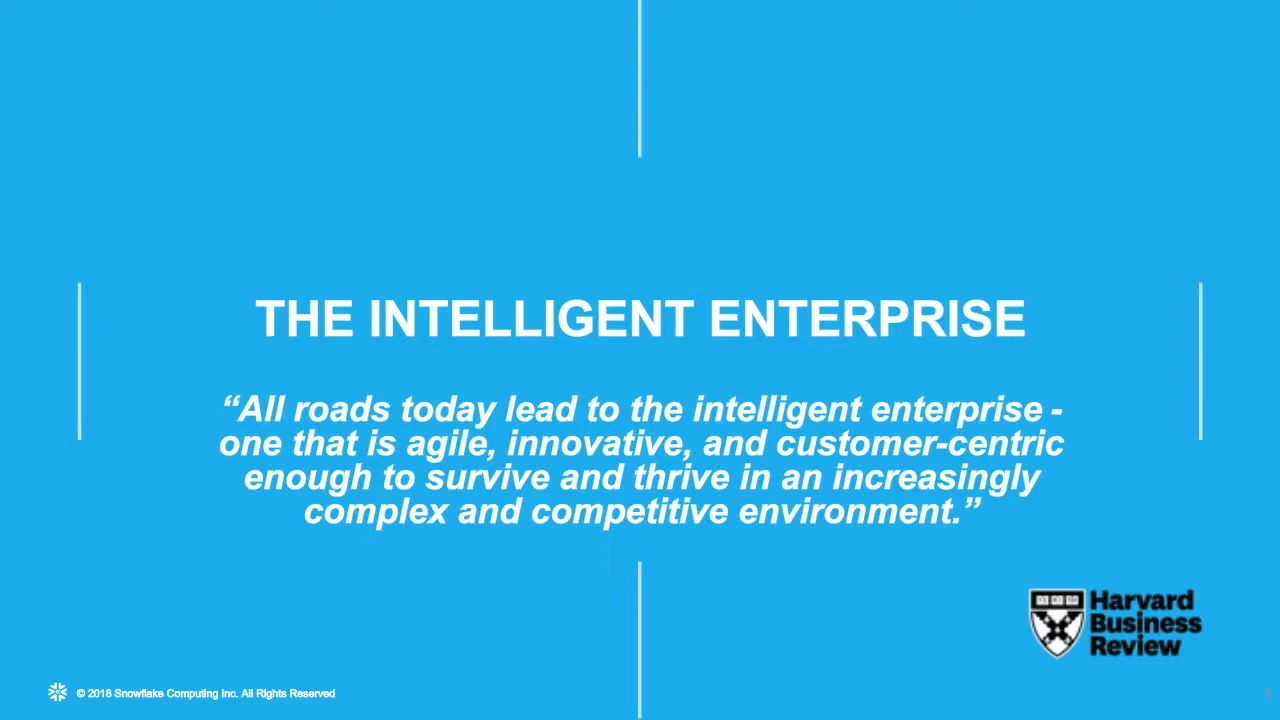 THE INTELLIGENT ENTERPRISE
“All roads today lead to the intelligent enterprise -
one that is agile, innovative, and customer-centric
enough to survive and thrive in an increasingly
complex and competitive environment.”
Harvard
Business
Review
© 2018 Snowflake Computing Inc. All Rights Reserved